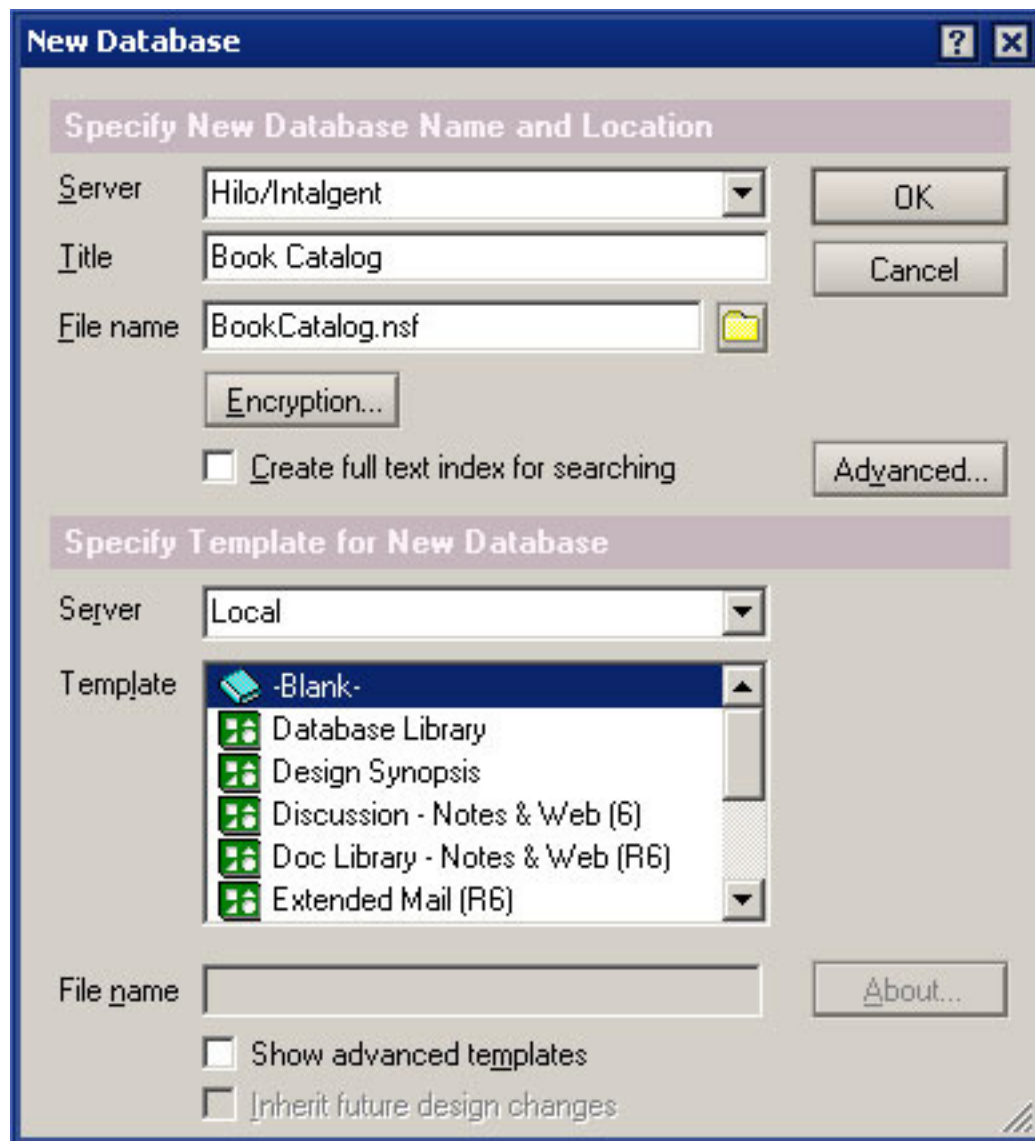 New Database
Specify New Database Name and Location
Server Hilo/Intalgent OK
Title Book Catalog Cancel
File name BookCatalog.nsf
Encryption...
Create full text index for searching Advanced...
Specify Template for New Database
Server Local
Template -Blank-
Database Library
Design Synopsis
Discussion - Notes & Web (6)
Doc Library - Notes & Web (R6)
Extended Mail (R6)
File name About...
Show advanced templates
Inherit future design changes